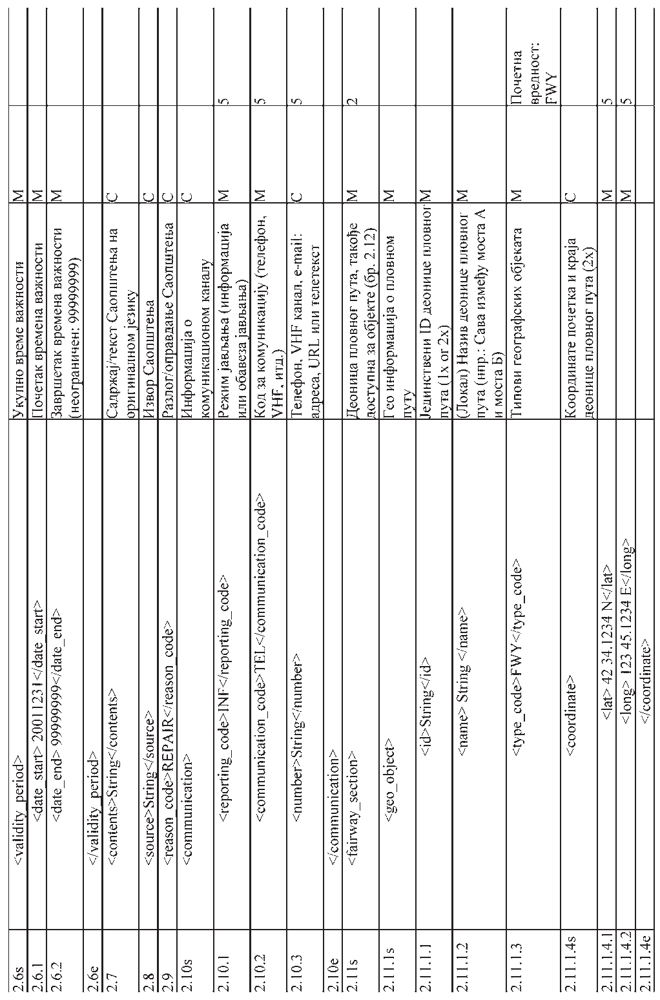 2.6s <validity_period> Укупно време важности M
2.6.1 <date_start> 20011231</date_start> Почетак времена важности M
2.6.2 <date_end> 99999999</date_end> Завршетак времена важности M
(неограничен: 99999999)
2.6e </validity_period>
2.7 <contents>String</contents> Садржај/текст Саопштења на C
оригиналном језику
2.8 <source>String</source> Извор Саопштења C
2.9 <reason_code>REPAIR</reason_code> Разлог/оправдање Саопштења C
2.10s <communication> Информација о C
комуникационом каналу
2.10.1 <reporting_code>INF</reporting_code> Режим јављања (информација M 5
или обавеза јављања)
2.10.2 <communication_code>TEL</communication_code> Код за комуникацију (телефон, M 5
VHF, итд.)
2.10.3 <number>String</number> Телефон, VHF канал, e-mail: C 5
адреса, URL или телетекст
2.10e </communication>
2.11s <fairway_section> Деоница пловног пута, такође M 2
доступна за објекте (бр. 2.12)
2.11.1s <geo_object> Гео информација о пловном M
путу
2.11.1.1 <id>String</id> Јединствени ID деонице пловног M
пута (1x or 2x)
2.11.1.2 <name> String </name> (Локал) Назив деонице пловног M
пута (нпр.: Сава између моста А
и моста Б)
2.11.1.3 <type_code>FWY</type_code> Типови географских објеката M Почетна
вредност:
FWY
2.11.1.4s <coordinate> Координате почетка и краја C
деонице пловног пута (2x)
2.11.1.4.1 <lat> 42 34.1234 N</lat> M 5
2.11.1.4.2 <long> 123 45.1234 E</long> M 5
2.11.1.4e </coordinate>